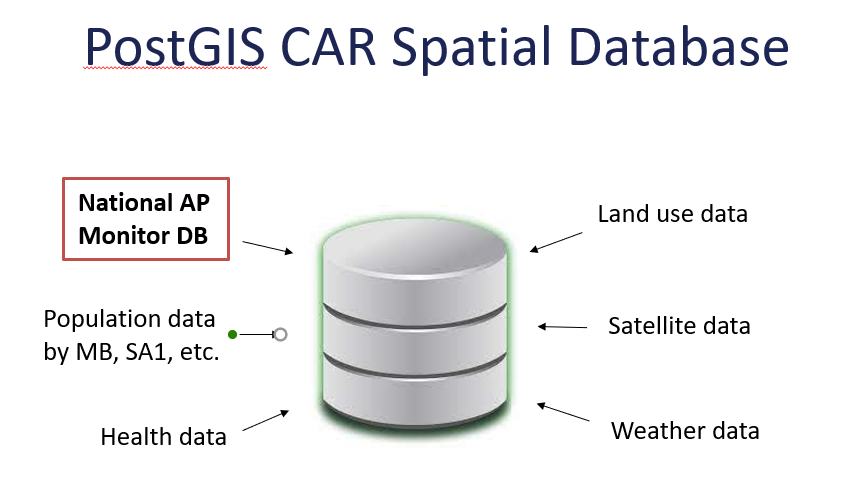 PostGIS CAR Spatial Database
National AP
Monitor DB
Land use data
Population data
by MB, SA1, etc.
Satellite data
Health data
Weather data